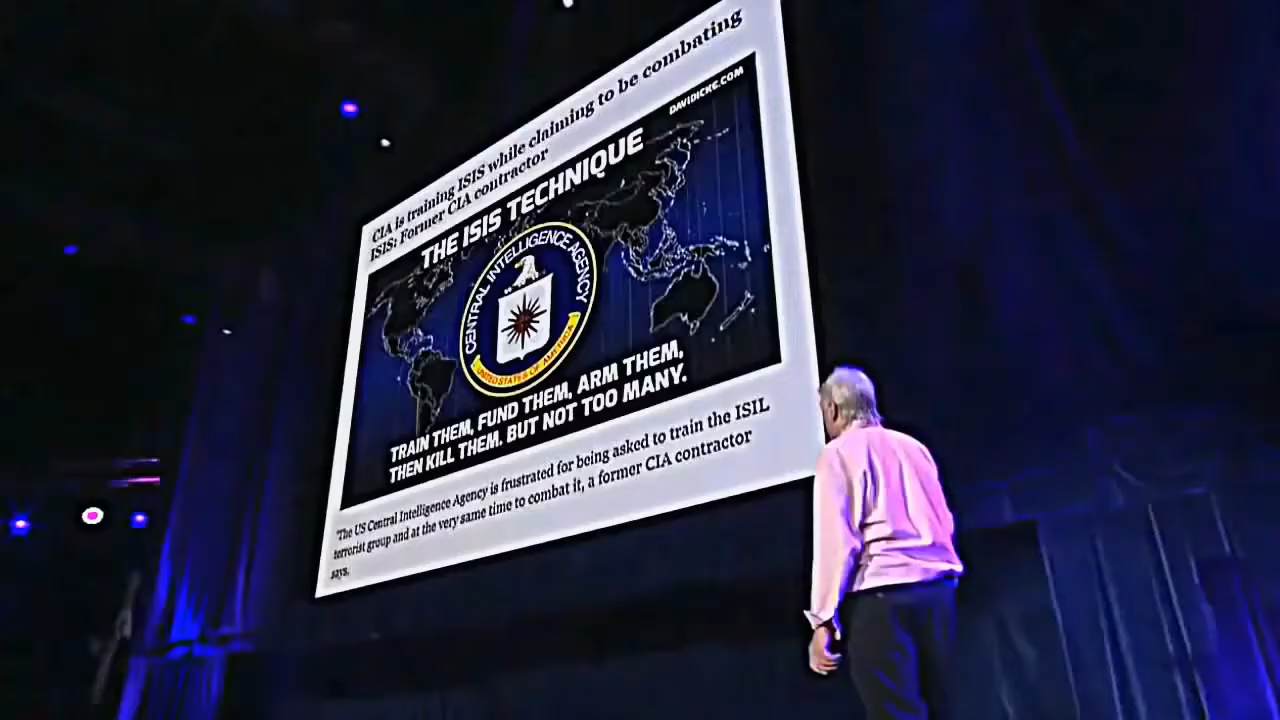 CIA is training ISIS while claiming to be combating
ISIS: Former CIA contractor
DAVIDICKE.COM
THE ISIS TECHNIQUE
CENTRAL INTELLIGENCE AGENCY
UNITED STATES OF AMERICA
TRAIN THEM, FUND THEM, ARM THEM,
THEN KILL THEM. BUT NOT TOO MANY.
'The US Central Intelligence Agency is frustrated for being asked to train the ISIL
terrorist group and at the very same time to combat it, a former CIA contractor
says.